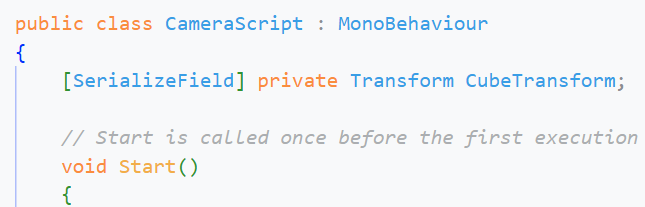 public class CameraScript : MonoBehaviour
{
[SerializeField] private Transform CubeTransform;
// Start is called once before the first execution
void Start()
{